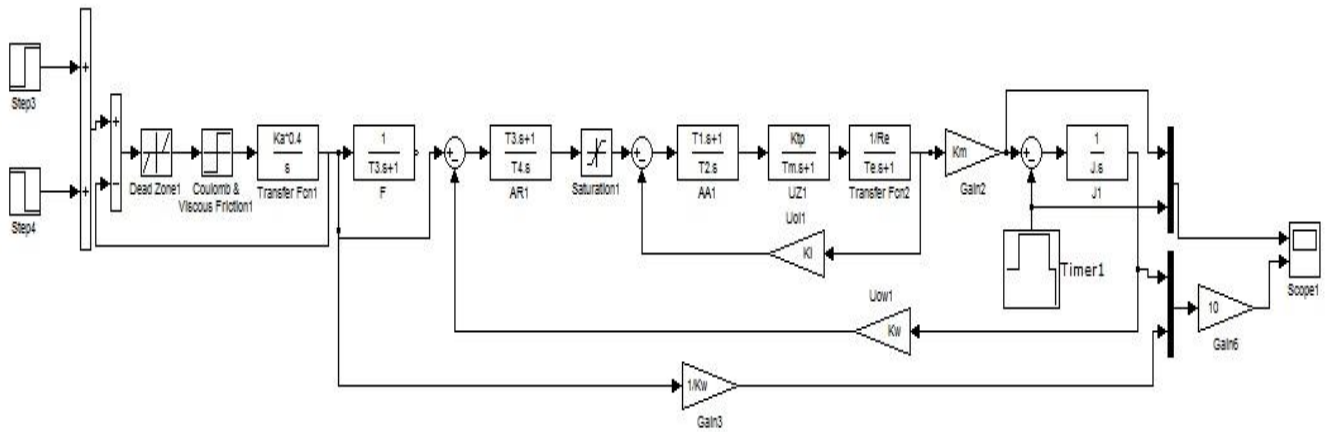 Step3
Step4
+
+
+
−
Dead Zone1
Coulomb &
Viscous Friction1
Ka*0.4
s
Transfer Fcn1
1
T3.s+1
F
+
−
T3.s+1
T4.s
AR1
Saturation1
+
−
T1.s+1
T2.s
AA1
Ktp
Tm.s+1
UZ1
1/Re
Te.s+1
Transfer Fcn2
Km
Gain2
+
−
1
J.s
J1
Uoi1
Ki
Timer1
Uow1
Kw
1/Kw
Gain3
10
Gain6
Scope1